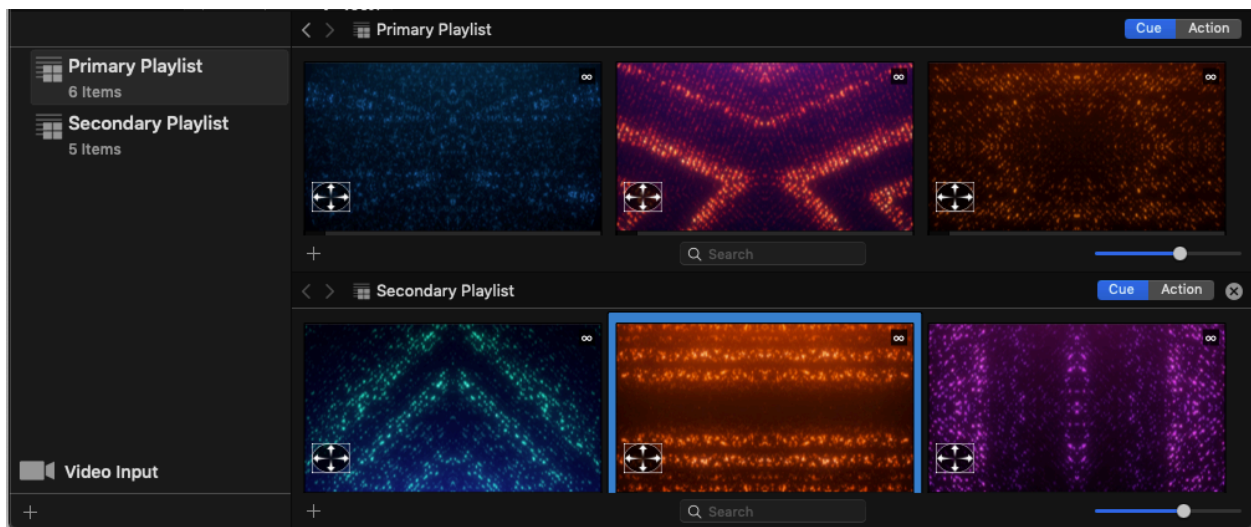 Primary Playlist
6 Items
Secondary Playlist
5 Items
Video Input
Primary Playlist
Cue Action
Search
Secondary Playlist
Cue Action
Search